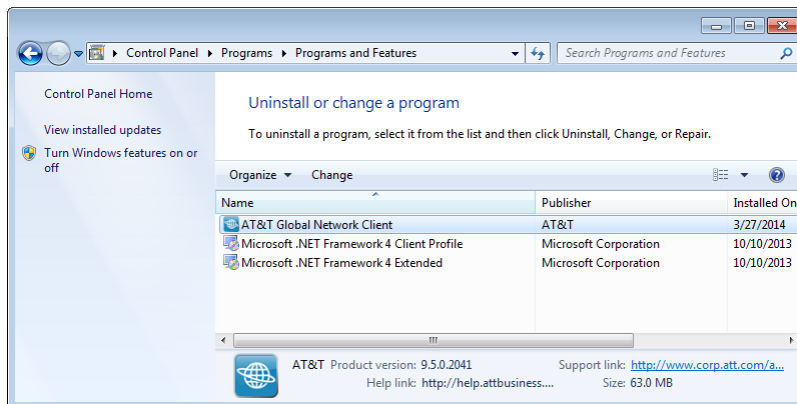 Control Panel Programs Programs and Features Search Programs and Features
Control Panel Home
View installed updates
Turn Windows features on or
off
Uninstall or change a program
To uninstall a program, select it from the list and then click Uninstall, Change, or Repair.
Organize Change
Name Publisher Installed On
AT&T Global Network Client AT&T 3/27/2014
Microsoft .NET Framework 4 Client Profile Microsoft Corporation 10/10/2013
Microsoft .NET Framework 4 Extended Microsoft Corporation 10/10/2013
AT&T Product version: 9.5.0.2041 Support link: http://www.corp.att.com/a...
Help link: http://help.attbusiness.... Size: 63.0 MB